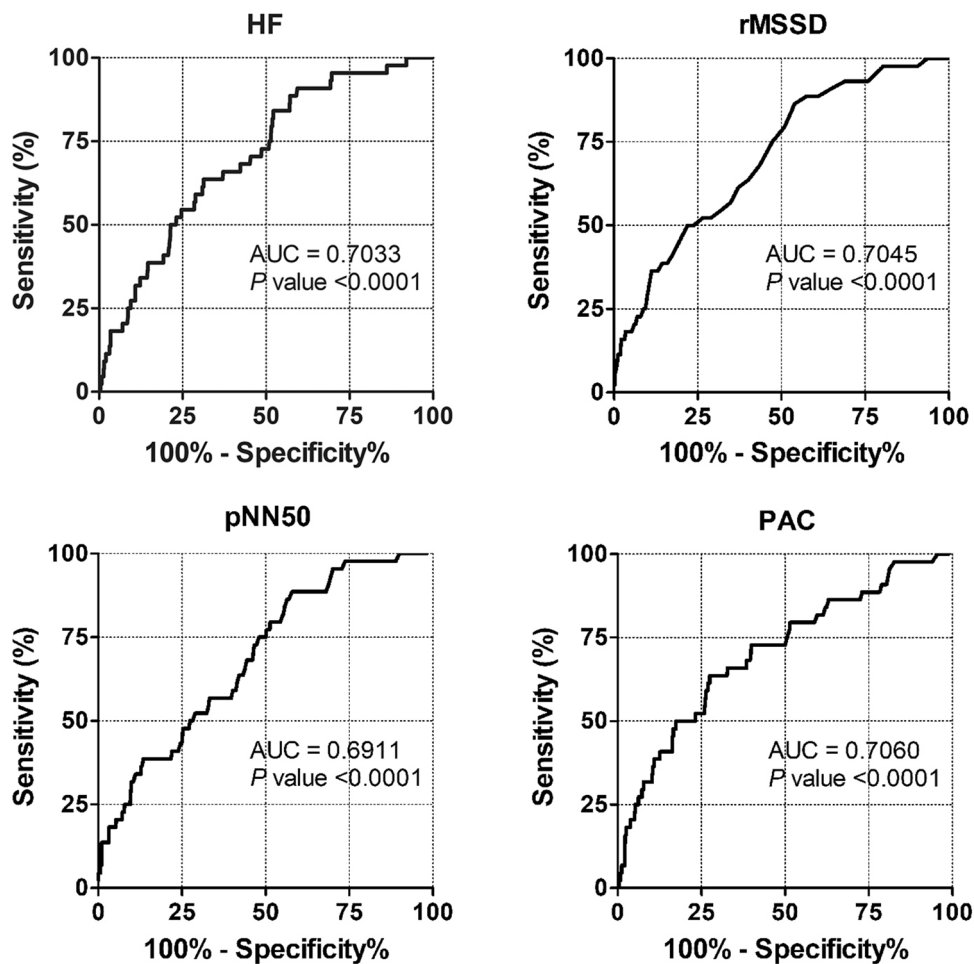 HF
100
75
50
25
0
Sensitivity (%)
AUC = 0.7033
P value <0.0001
0 25 50 75 100
100% - Specificity%
rMSSD
100
75
50
25
0
Sensitivity (%)
AUC = 0.7045
P value <0.0001
0 25 50 75 100
100% - Specificity%
pNN50
100
75
50
25
0
Sensitivity (%)
AUC = 0.6911
P value <0.0001
0 25 50 75 100
100% - Specificity%
PAC
100
75
50
25
0
Sensitivity (%)
AUC = 0.7060
P value <0.0001
0 25 50 75 100
100% - Specificity%